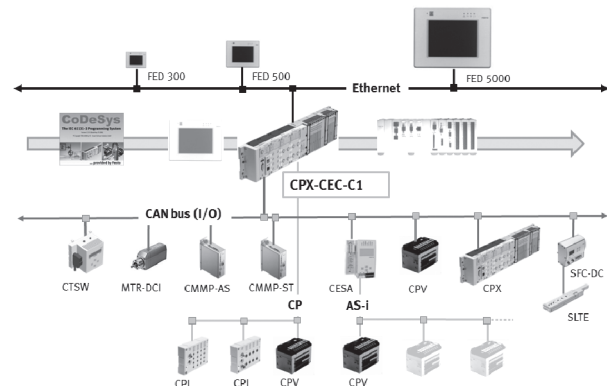 FED 300
FED 500
FED 5000
Ethernet
CoDeSys
CPX-CEC-C1
CAN bus (I/O)
CTSW
MTR-DCI
CMMP-AS
CMMP-ST
CESA
CPV
CPX
SFC-DC
SLTE
CP
AS-i
CPI
CPI
CPV
CPV